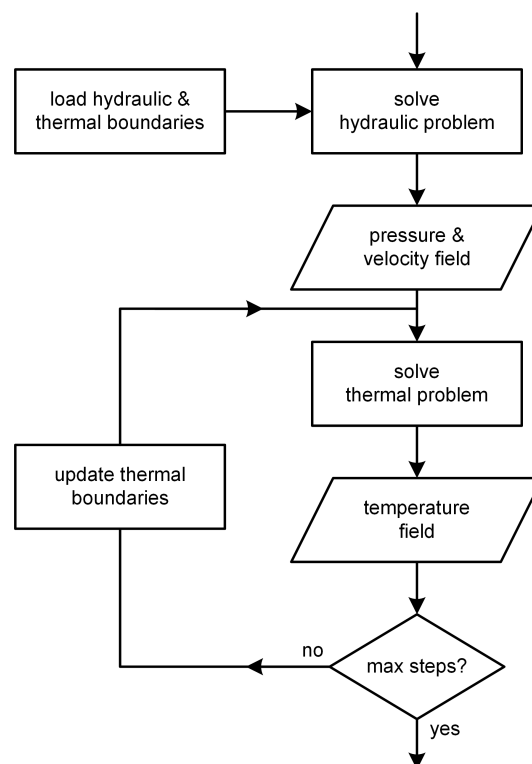 load hydraulic &
thermal boundaries
solve
hydraulic problem
pressure &
velocity field
solve
thermal problem
update thermal
boundaries
temperature
field
no
max steps?
yes